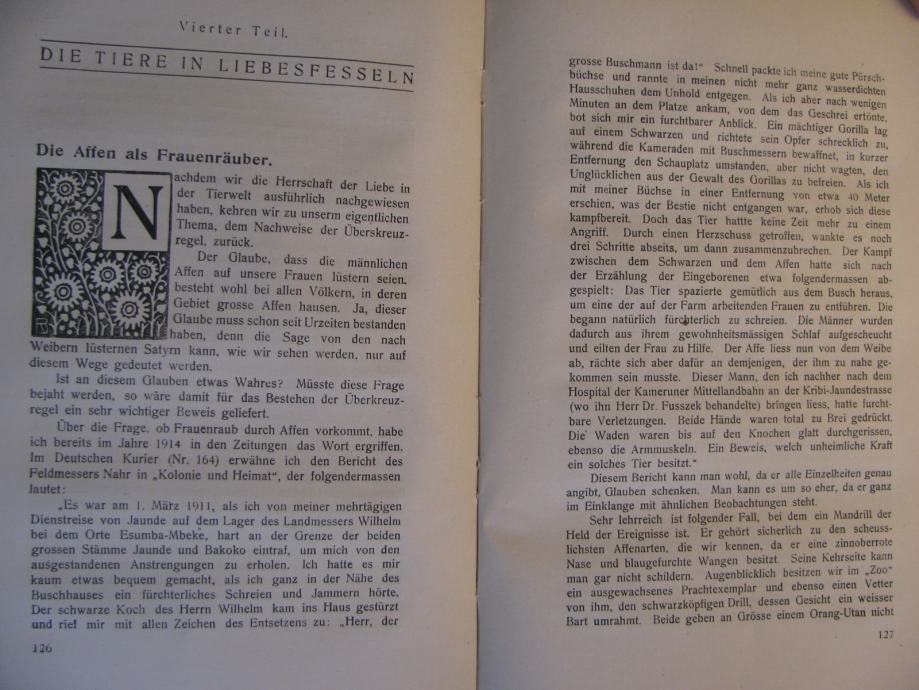 Vierter Teil.
DIE TIERE IN LIEBESFESSELN
Die Affen als Frauenräuber.
Nachdem wir die Herrschaft der Liebe in
der Tierwelt ausführlich nachgewiesen
haben, kehren wir zu unserm eigentlichen
Thema, dem Nachweise der Überskreuz-
regel, zurück.
Der Glaube, dass die männlichen
Affen auf unsere Frauen lüstern seien,
besteht wohl bei allen Völkern, in deren
Gebiet grosse Affen hausen. Ja, dieser
Glaube muss schon seit Urzeiten bestanden
haben, denn die Sage von den nach
Weibern lüsternen Satyrn kann, wie wir sehen werden, nur auf
diesem Wege gedeutet werden.
Ist an diesem Glauben etwas Wahres? Müsste diese Frage
bejaht werden, so wäre damit für das Bestehen der Überkreuz-
regel ein sehr wichtiger Beweis geliefert.
Über die Frage, ob Frauenraub durch Affen vorkommt, habe
ich bereits im Jahre 1914 in den Zeitungen das Wort ergriffen.
Im Deutschen Kurier (Nr. 164) erwähne ich den Bericht des
Feldmessers Nahr in „Kolonie und Heimat“, der folgendermassen
lautet:
„Es war am 1. März 1911, als ich von meiner mehrtägigen
Dienstreise von Jaunde auf dem Lager des Landmessers Wilhelm
bei dem Orte Esumba-Mbeke, hart an der Grenze der beiden
grossen Stämme Jaunde und Bakoko eintraf, um mich von den
ausgestandenen Anstrengungen zu erholen. Ich hatte es mir
kaum etwas bequem gemacht, als ich ganz in der Nähe des
Buschhauses ein fürchterliches Schreien und Jammern hörte.
Der schwarze Koch des Herrn Wilhelm kam ins Haus gestürzt
und rief mir mit allen Zeichen des Entsetzens zu: „Herr, der
126
grosse Buschmann ist da!“ Schnell packte ich meine gute Pürsch-
büchse und rannte in meinen nicht mehr ganz wasserdichten
Hausschuhen dem Unhold entgegen. Als ich aber nach wenigen
Minuten an dem Platze ankam, von dem das Geschrei ertönte,
bot sich mir ein furchtbarer Anblick. Ein mächtiger Gorilla lag
auf einem Schwarzen und richtete sein Opfer schrecklich zu,
während die Kameraden mit Buschmessern bewaffnet, in kurzer
Entfernung den Schauplatz umstanden, aber nicht wagten, den
Unglücklichen aus der Gewalt des Gorillas zu befreien. Als ich
mit meiner Büchse in einer Entfernung von etwa 40 Meter
erschien, was der Bestie nicht entgangen war, erhob sich diese
kampfbereit. Doch das Tier hattte keine Zeit mehr zu einem
Angriff. Durch einen Herzschuss getroffen, wankte es noch
drei Schritte abseits, um dann zusammenzubrechen. Der Kampf
zwischen dem Schwarzen und dem Affen hatte sich nach
der Erzählung der Eingeborenen etwa folgendermassen ab-
gespielt: Das Tier spazierte gemütlich aus dem Busch heraus,
um eine der auf der Farm arbeitenden Frauen zu entführen. Die
begann natürlich fürchterlich zu schreien. Die Männer wurden
dadurch aus ihrem gewohnheitsmässigen Schlaf aufgescheucht
und eilten der Frau zu Hilfe. Der Affe liess nun von dem Weibe
ab, rächte sich aber dafür an demjenigen, der ihm zu nahe ge-
kommen sein musste. Dieser Mann, den ich nachher nach dem
Hospital der Kameruner Mittellandbahn an der Kribi-Jaundestrasse
(wo ihn Herr Dr. Fusszek behandelte) bringen liess, hatte furcht-
bare Verletzungen. Beide Hände waren total zu Brei gedrückt.
Die Waden waren bis auf den Knochen glatt durchgerissen,
ebenso die Armmuskeln. Ein Beweis, welch unheimliche Kraft
ein solches Tier besitzt.“
Diesem Bericht kann man wohl, da er alle Einzelheiten genau
angibt, Glauben schenken. Man kann es um so eher, da er ganz
im Einklange mit ähnlichen Beobachtungen steht.
Sehr lehrreich ist folgender Fall, bei dem ein Mandrill der
Held der Ereignisse ist. Er gehört sicherlich zu den scheuss-
lichsten Affenarten, die wir kennen, da er eine zinnoberrote
Nase und blaugefurchte Wangen besitzt. Seine Kehrseite kann
man gar nicht schildern. Augenblicklich besitzen wir im „Zoo“
ein ausgewachsenes Prachtexemplar und ebenso einen Vetter
von ihm, den schwarzköpfigen Drill, dessen Gesicht ein weisser
Bart umrahmt. Beide geben an Grösse einem Orang-Utan nicht
127